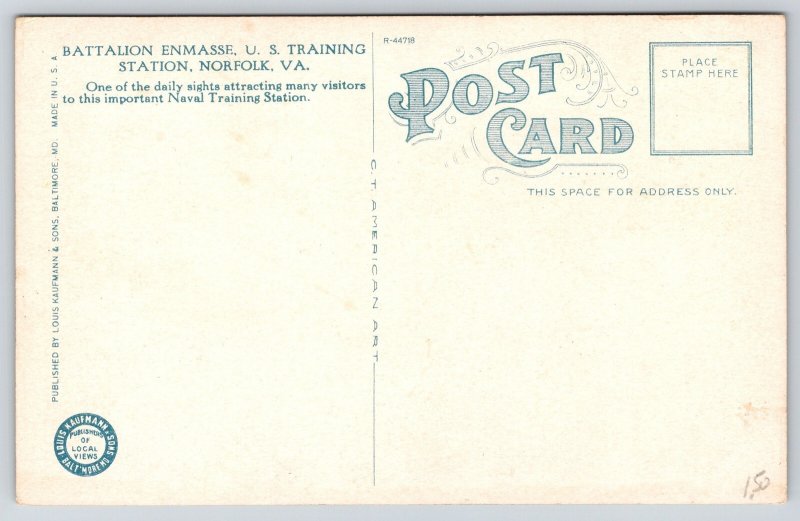 BATTALION ENMASSE, U. S. TRAINING
STATION, NORFOLK, VA.
One of the daily sights attracting many visitors
to this important Naval Training Station.
PUBLISHED BY LOUIS KAUFMANN & SONS, BALTIMORE, MD. MADE IN U. S. A.
LOUIS KAUFMANN & SONS
PUBLISHERS
OF
LOCAL
VIEWS
BALTIMORE MD
C. T. AMERICAN ART
R-44718
POST
CARD
PLACE
STAMP HERE
THIS SPACE FOR ADDRESS ONLY.
1.50